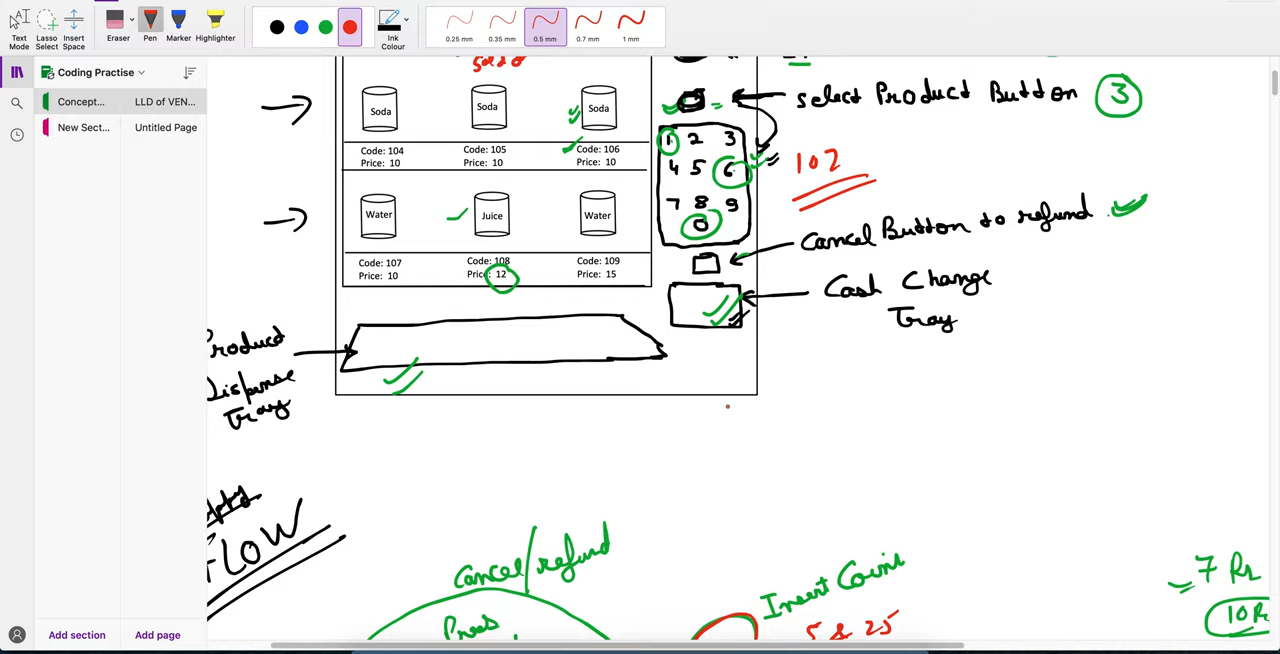 Text Mode
Lasso Select
Insert Space
Eraser
Pen
Marker
Highlighter
Ink Colour
0.25 mm
0.35 mm
0.5 mm
0.7 mm
1 mm
Coding Practise
Concept...
LLD of VEN...
New Sect...
Untitled Page
Soda
Soda
Soda
Code: 104
Price: 10
Code: 105
Price: 10
Code: 106
Price: 10
Water
Juice
Water
Code: 107
Price: 10
Code: 108
Price: 12
Code: 109
Price: 15
select Product Button 3
1 2 3
4 5 6
7 8 9
0
102
Cancel Button to refund
Cash Change
Tray
Product
Dispense
Tray
FLOW
Cancel/refund
Press
Insert Coins
5 & 25
7 Rs
10 Rs
Add section
Add page